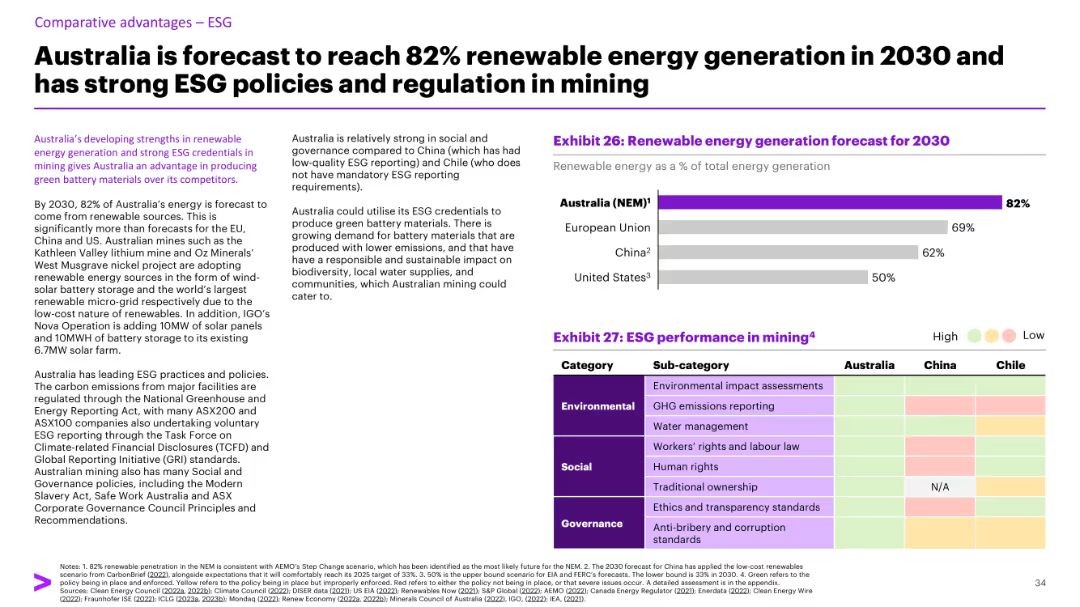 Comparative advantages – ESG
Australia is forecast to reach 82% renewable energy generation in 2030 and
has strong ESG policies and regulation in mining
Australia's developing strengths in renewable
energy generation and strong ESG credentials in
mining gives Australia an advantage in producing
green battery materials over its competitors.
By 2030, 82% of Australia's energy is forecast to
come from renewable sources. This is
significantly more than forecasts for the EU,
China and US. Australian mines such as the
Kathleen Valley lithium mine and Oz Minerals'
West Musgrave nickel project are adopting
renewable energy sources in the form of wind-
solar battery storage and the world's largest
renewable micro-grid respectively due to the
low-cost nature of renewables. In addition, IGO's
Nova Operation is adding 10MW of solar panels
and 10MWH of battery storage to its existing
6.7MW solar farm.
Australia has leading ESG practices and policies.
The carbon emissions from major facilities are
regulated through the National Greenhouse and
Energy Reporting Act, with many ASX200 and
ASX100 companies also undertaking voluntary
ESG reporting through the Task Force on
Climate-related Financial Disclosures (TCFD) and
Global Reporting Initiative (GRI) standards.
Australian mining also has many Social and
Governance policies, including the Modern
Slavery Act, Safe Work Australia and ASX
Corporate Governance Council Principles and
Recommendations.
Australia is relatively strong in social and
governance compared to China (which has had
low-quality ESG reporting) and Chile (who does
not have mandatory ESG reporting
requirements).
Australia could utilise its ESG credentials to
produce green battery materials. There is
growing demand for battery materials that are
produced with lower emissions, and that have
have a responsible and sustainable impact on
biodiversity, local water supplies, and
communities, which Australian mining could
cater to.
Exhibit 26: Renewable energy generation forecast for 2030
Renewable energy as a % of total energy generation
Australia (NEM)¹ 82%
European Union 69%
China² 62%
United States³ 50%
Exhibit 27: ESG performance in mining⁴ High Low
Category Sub-category Australia China Chile
Environmental Environmental impact assessments
GHG emissions reporting
Water management
Social Workers' rights and labour law
Human rights
Traditional ownership N/A
Governance Ethics and transparency standards
Anti-bribery and corruption
standards
Notes: 1. 82% renewable penetration in the NEM is consistent with AEMO's Step Change scenario, which has been identified as the most likely future for the NEM. 2. The 2030 forecast for China has applied the low-cost renewables
scenario from CarbonBrief (2022), alongside expectations that it will comfortably reach its 2025 target of 33%. 3. 50% is the upper bound scenario for EIA and FERC's forecasts. The lower bound is 33% in 2030. 4. Green refers to the
policy being in place and enforced. Yellow refers to the policy being in place but improperly enforced. Red refers to either the policy not being in place, or that severe issues occur. A detailed assessment is in the appendix.
Sources: Clean Energy Council (2022a, 2022b); Climate Council (2022); DISER data (2021); US EIA (2022); Renewables Now (2021); S&P Global (2022); AEMO (2022); Canada Energy Regulator (2021); Enerdata (2022); Clean Energy Wire
(2022); Fraunhofer ISE (2022); ICLG (2023a, 2023b); Mondaq (2022); Renew Economy (2022a, 2022b); Minerals Council of Australia (2022), IGO, (2022); IEA, (2021).
34